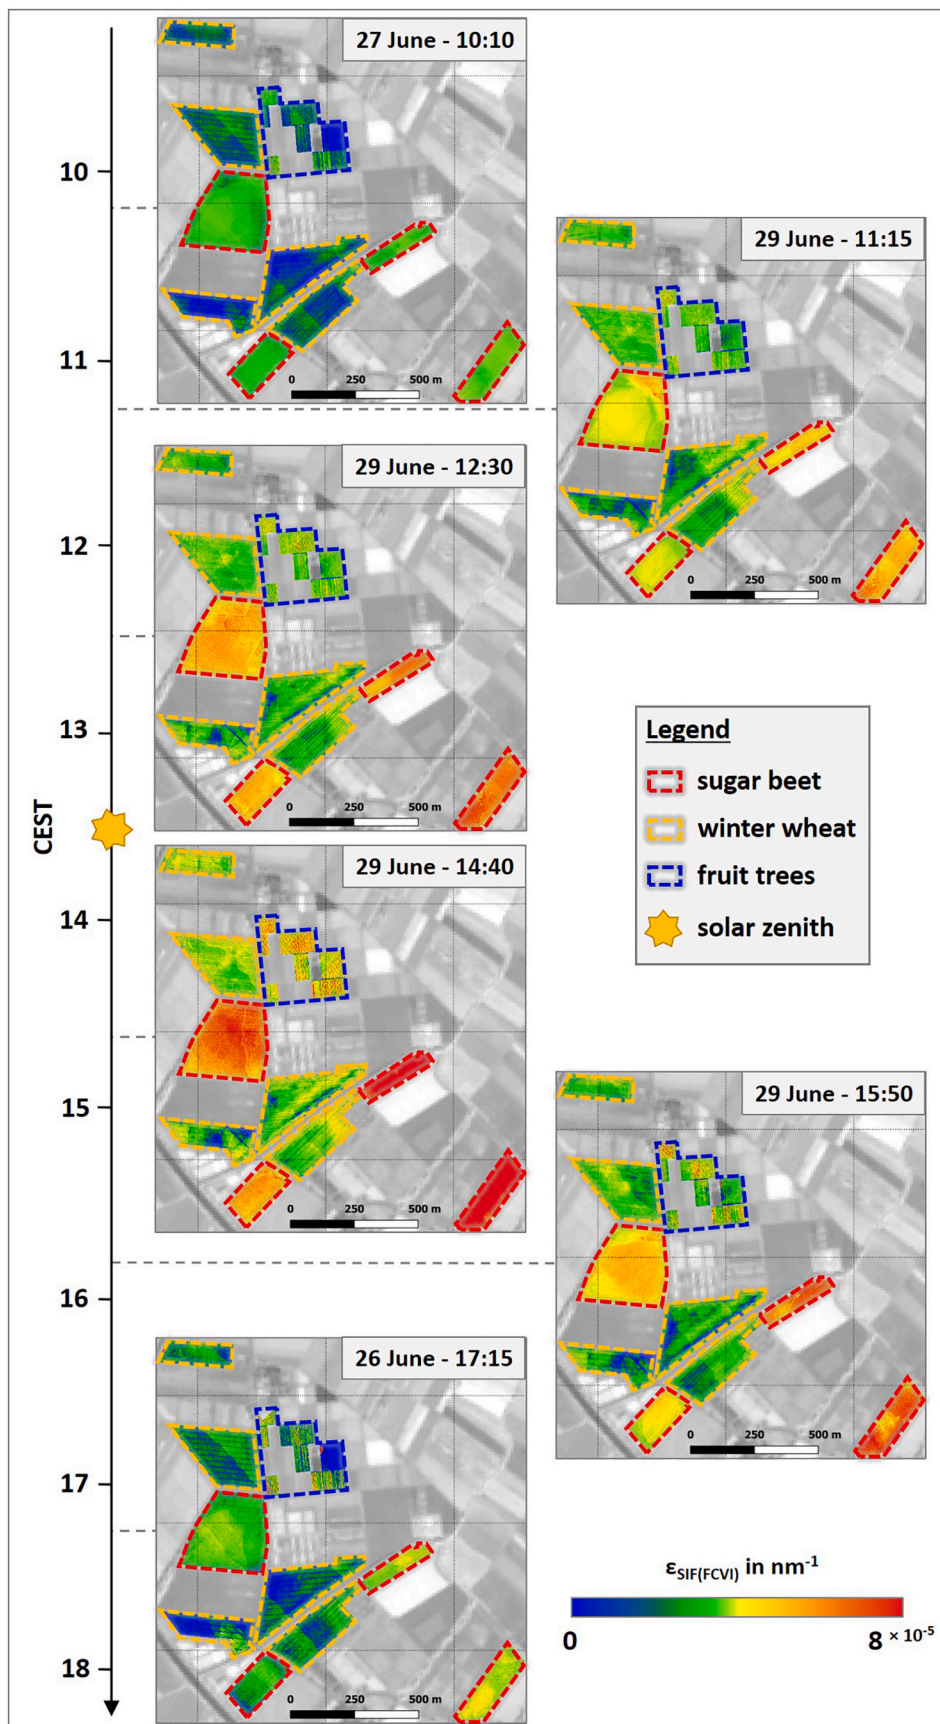 27 June - 10:10
10
11
0 250 500 m
29 June - 11:15
0 250 500 m
29 June - 12:30
12
13
0 250 500 m
CEST
Legend
sugar beet
winter wheat
fruit trees
solar zenith
29 June - 14:40
14
15
0 250 500 m
29 June - 15:50
16
0 250 500 m
26 June - 17:15
17
18
0 250 500 m
εSIF(FCVI) in nm⁻¹
0 8 × 10⁻⁵